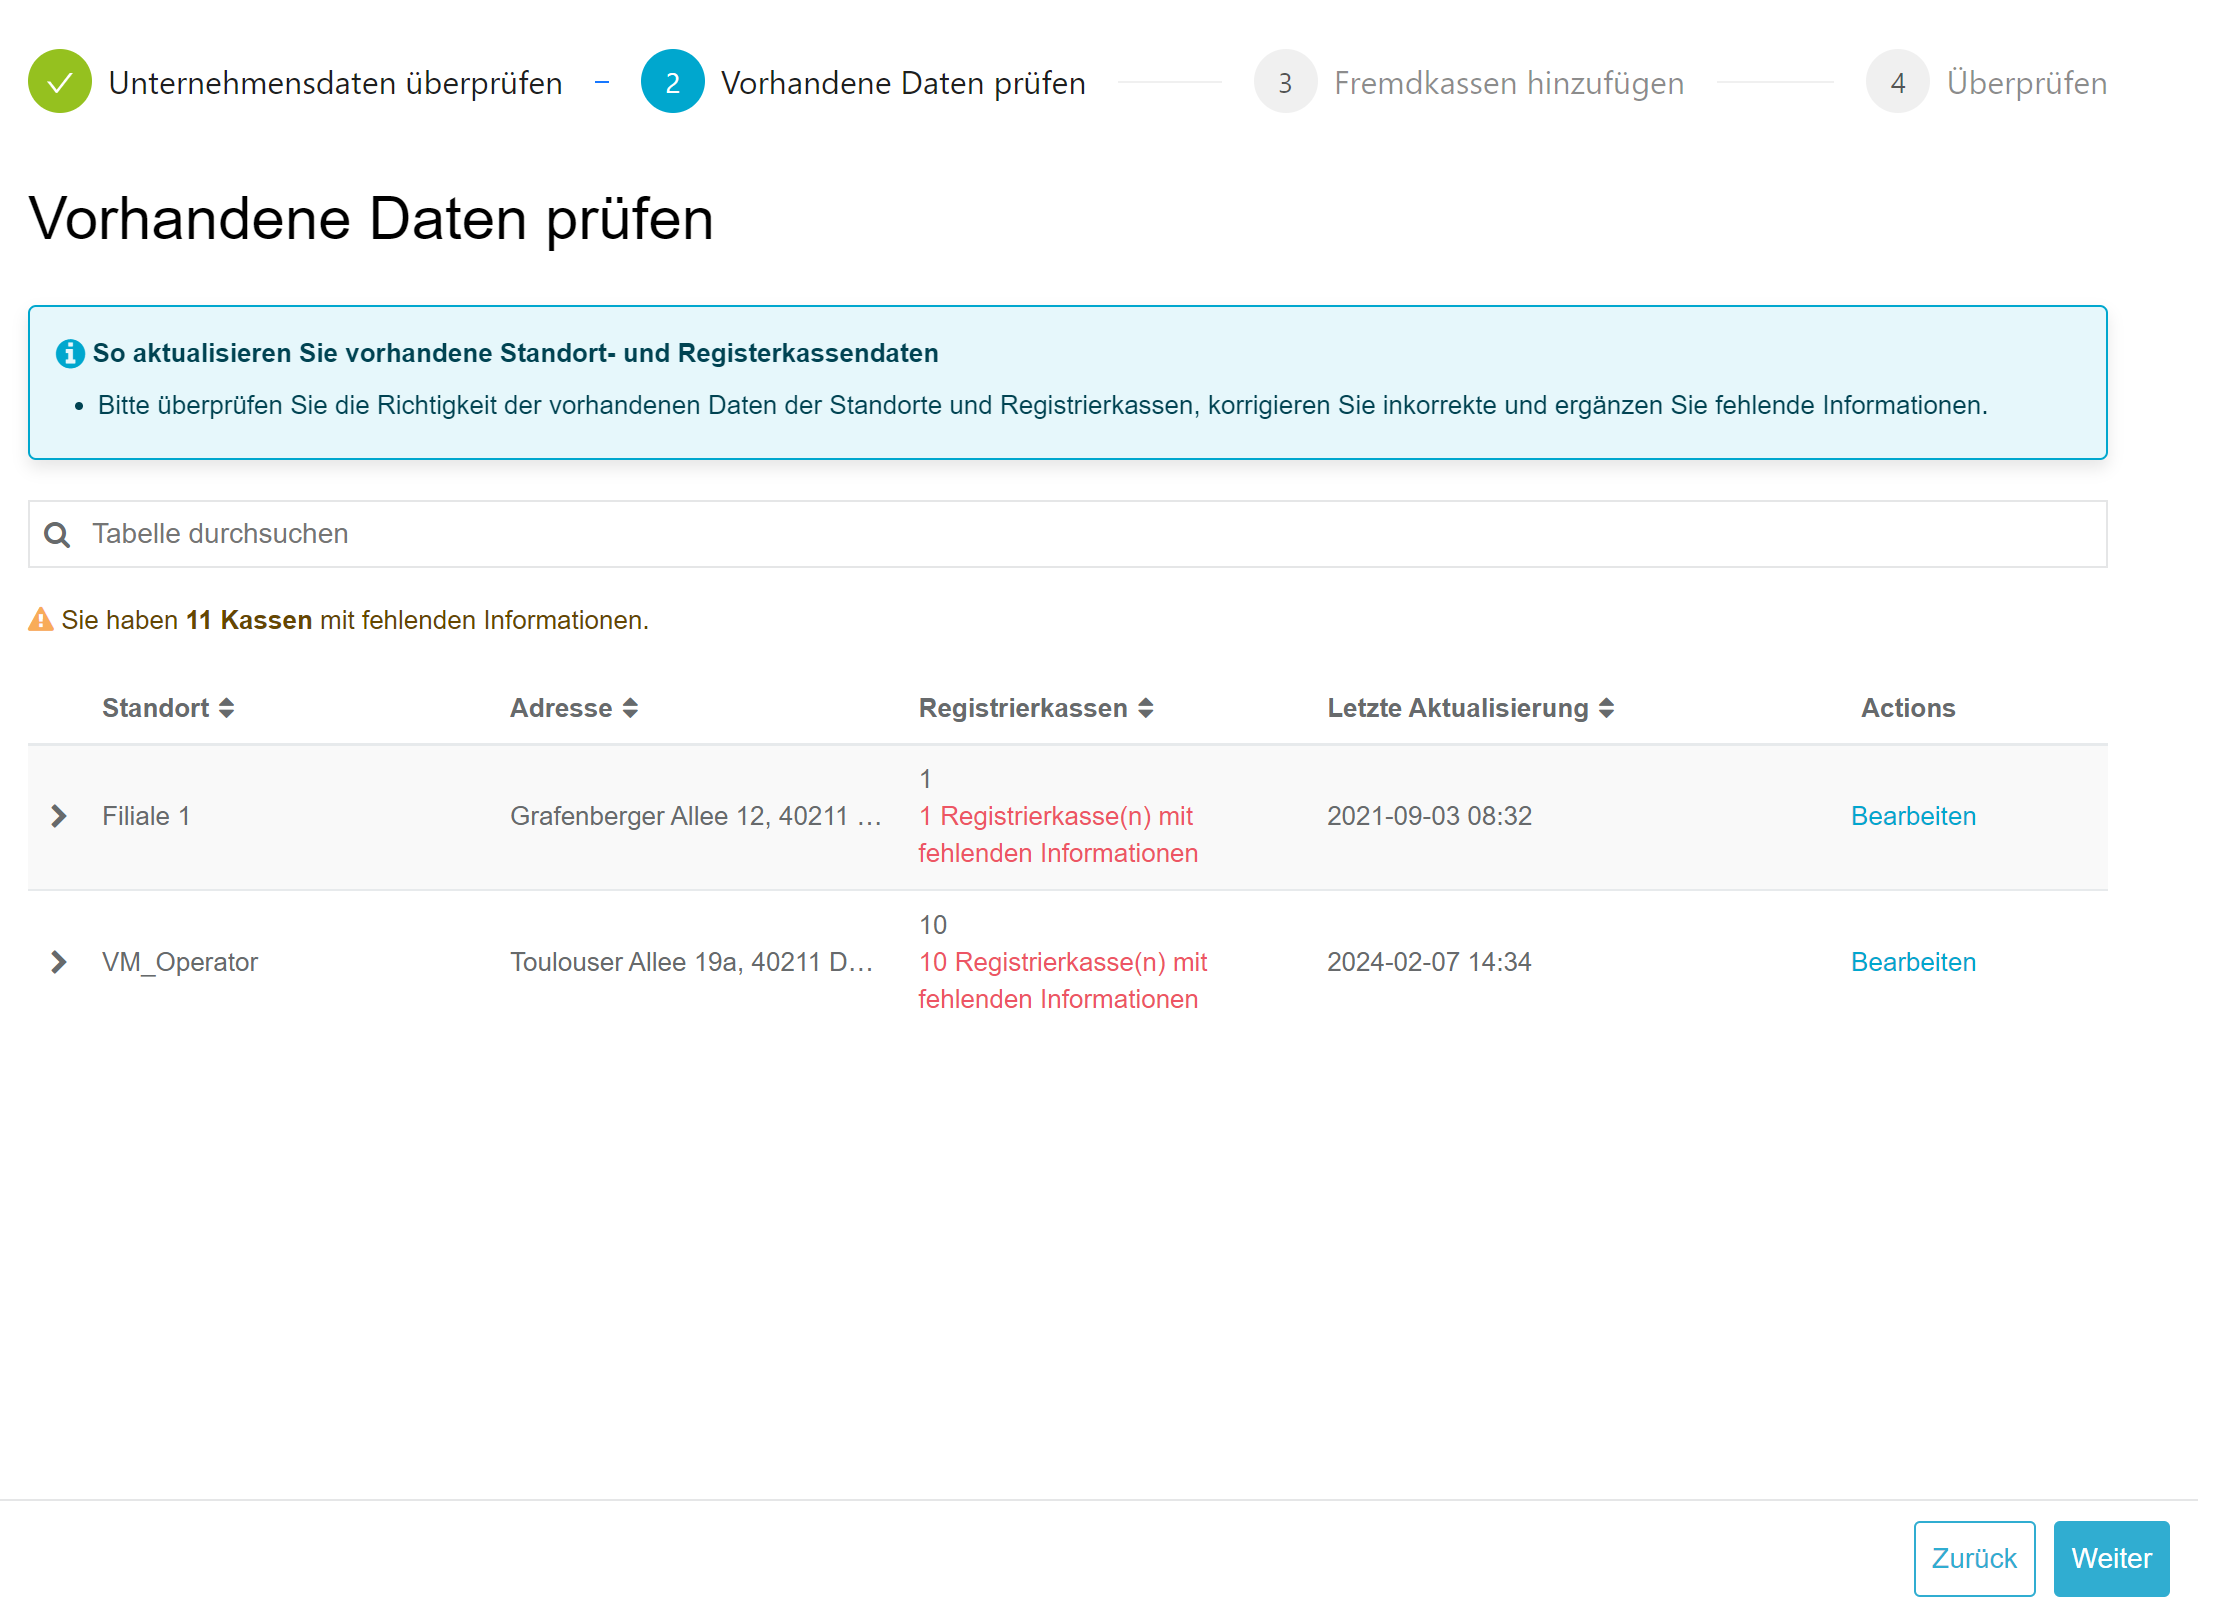 Unternehmensdaten überprüfen
2 Vorhandene Daten prüfen
3 Fremdkassen hinzufügen
4 Überprüfen
Vorhandene Daten prüfen
So aktualisieren Sie vorhandene Standort- und Registerkassendaten
• Bitte überprüfen Sie die Richtigkeit der vorhandenen Daten der Standorte und Registrierkassen, korrigieren Sie inkorrekte und ergänzen Sie fehlende Informationen.
Tabelle durchsuchen
Sie haben 11 Kassen mit fehlenden Informationen.
Standort Adresse Registrierkassen Letzte Aktualisierung Actions
1
Filiale 1 Grafenberger Allee 12, 40211 … 1 Registrierkasse(n) mit 2021-09-03 08:32 Bearbeiten
fehlenden Informationen
10
VM_Operator Toulouser Allee 19a, 40211 D… 10 Registrierkasse(n) mit 2024-02-07 14:34 Bearbeiten
fehlenden Informationen
Zurück Weiter